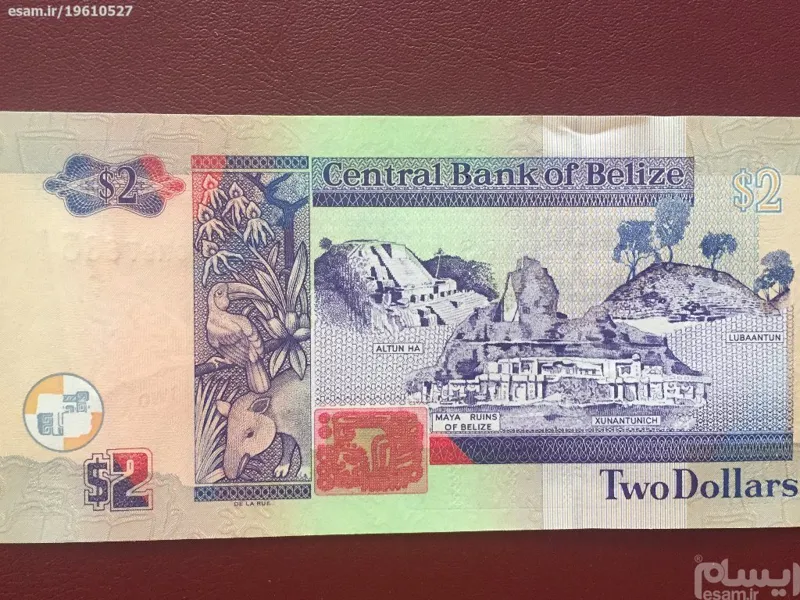 esam.ir/19610527
Central Bank of Belize
$2
$2
ALTUN HA
LUBAANTUN
MAYA RUINS
OF BELIZE
XUNANTUNICH
$2
Two Dollars
DE LA RUE
ایسام
esam.ir